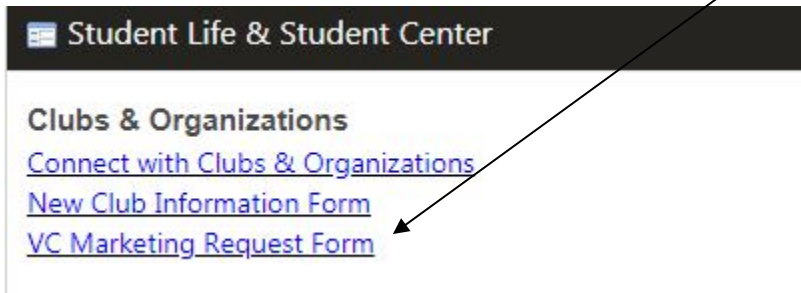 Student Life & Student Center
Clubs & Organizations
Connect with Clubs & Organizations
New Club Information Form
VC Marketing Request Form